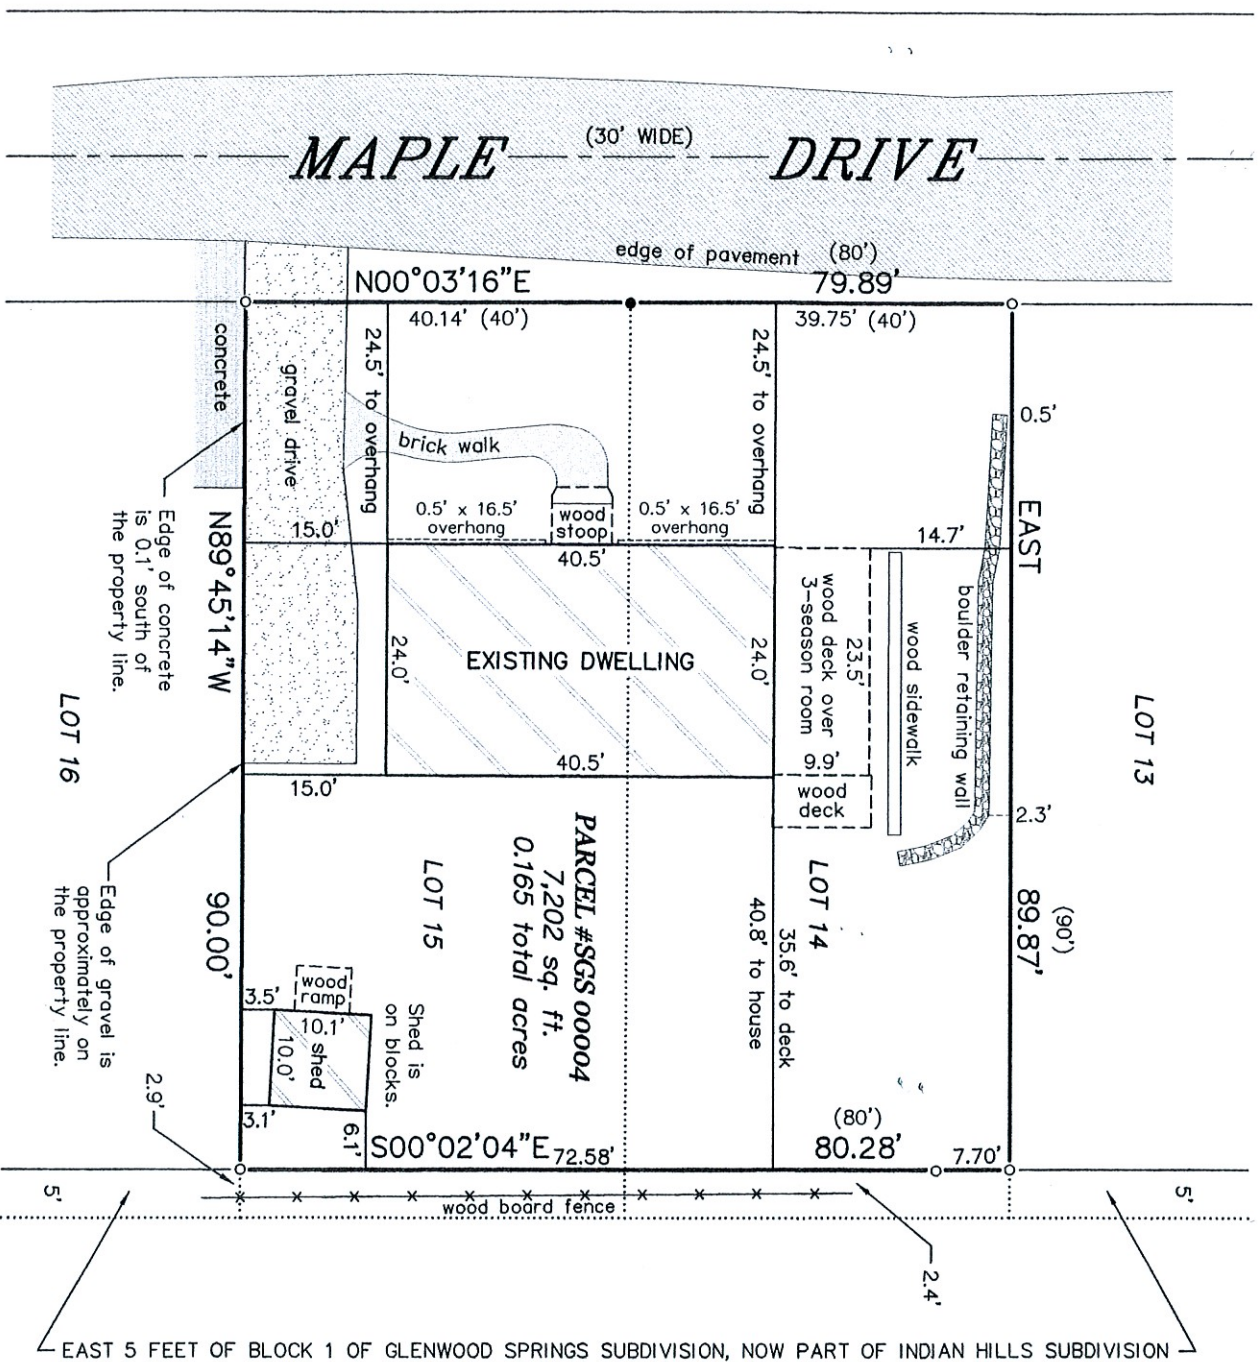 MAPLE (30' WIDE) DRIVE
edge of pavement (80')
N00°03'16"E 79.89'
40.14' (40')
39.75' (40')
concrete
gravel drive
24.5' to overhang
brick walk
24.5' to overhang
0.5'
EAST
0.5' x 16.5'
overhang
wood
stoop
0.5' x 16.5'
overhang
15.0'
40.5'
14.7'
Edge of concrete
is 0.1' south of
the property line.
N89°45'14"W
24.0'
EXISTING DWELLING
24.0'
wood deck over
3-season room
23.5'
9.9'
wood sidewalk
boulder retaining wall
LOT 16
LOT 13
40.5'
15.0'
wood
deck
2.3'
PARCEL #SGS 00004
7,202 sq. ft.
0.165 total acres
LOT 15
LOT 14
35.6' to deck
40.8' to house
(90')
89.87'
90.00'
Edge of gravel is
approximately on
the property line.
wood
ramp
3.5'
10.1'
10.0'
shed
Shed is
on blocks.
3.1'
6.1'
2.9'
S00°02'04"E
72.58'
(80')
80.28'
7.70'
5'
5'
wood board fence
2.4'
EAST 5 FEET OF BLOCK 1 OF GLENWOOD SPRINGS SUBDIVISION, NOW PART OF INDIAN HILLS SUBDIVISION